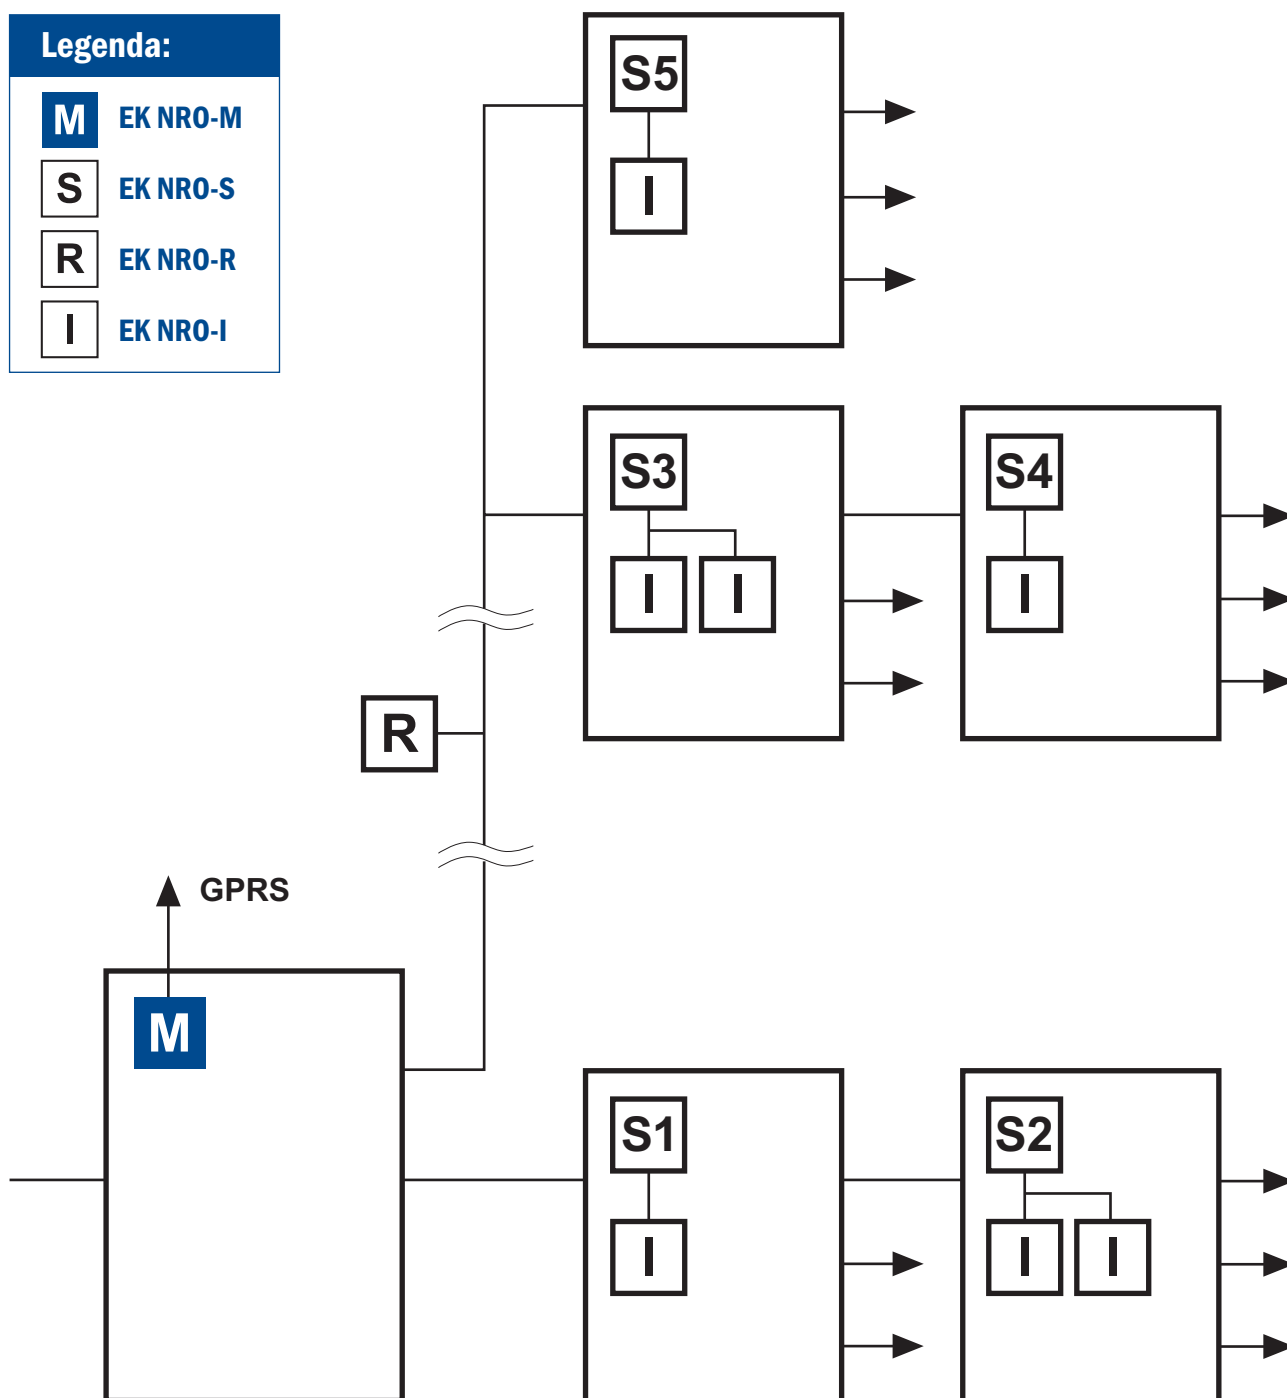 Legenda:
M EK NRO-M
S EK NRO-S
R EK NRO-R
I EK NRO-I
S5
I
S3
S4
I I
I
R
GPRS
M
S1
S2
I
I I